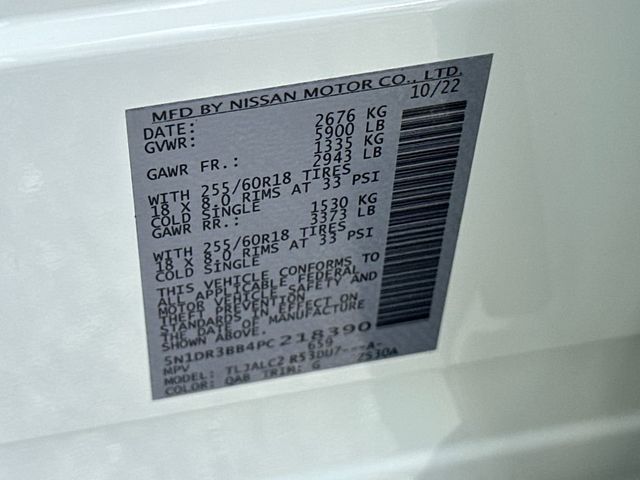 MFD BY NISSAN MOTOR CO., LTD.
DATE: 10/22
GVWR: 2676 KG
5900 LB
GAWR FR.: 1335 KG
2943 LB
WITH 255/60R18 TIRES
18 X 8.0 RIMS AT 33 PSI
COLD SINGLE
GAWR RR.: 1530 KG
3373 LB
WITH 255/60R18 TIRES
18 X 8.0 RIMS AT 33 PSI
COLD SINGLE
THIS VEHICLE CONFORMS TO
ALL APPLICABLE FEDERAL
MOTOR VEHICLE SAFETY AND
THEFT PREVENTION
STANDARDS IN EFFECT ON
THE DATE OF MANUFACTURE
SHOWN ABOVE.
5N1DR3BB4PC218390
MPV 659
MODEL: TLJALC2 R53DU7---A-
COLOR: QAB TRIM: G 7S30A